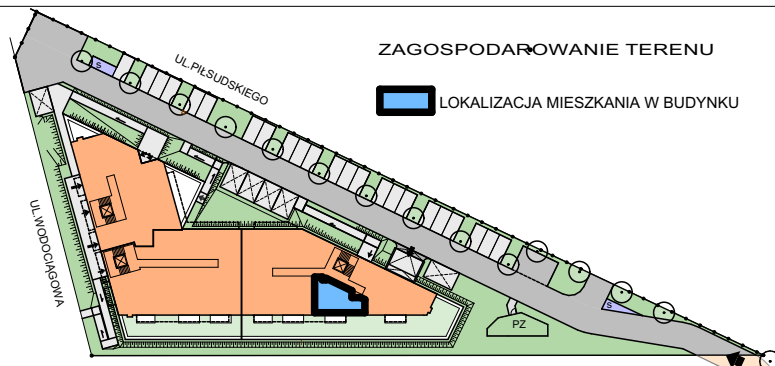 ZAGOSPODAROWANIE TERENU
LOKALIZACJA MIESZKANIA W BUDYNKU
UL.PIŁSUDSKIEGO
UL.WODOCIĄGOWA
Ś
Ś
PZ